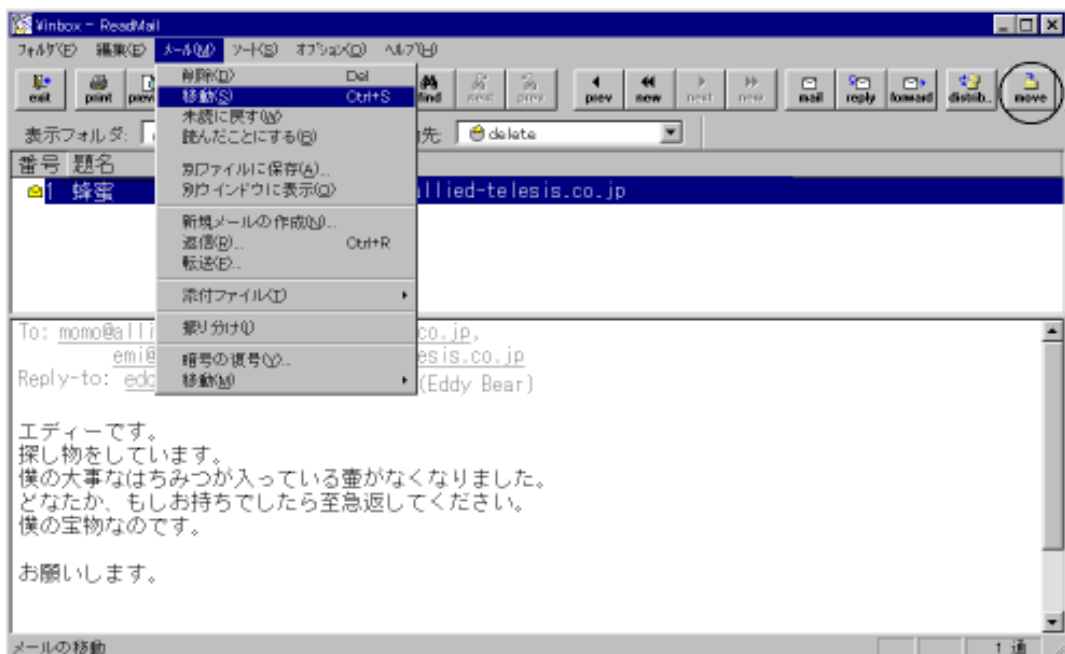 ¥inbox - ReadMail
フォルダ(F) 編集(E) メール(M) ソート(S) オプション(O) ヘルプ(H)
exit print find next prev prev new next new mail reply forward distrib. move
表示フォルダ: 先: delete
番号 題名
1 蜂蜜 allied-telesis.co.jp
削除(D) Del
移動(S) Ctrl+S
未読に戻す(W)
読んだことにする(B)
別ファイルに保存(A)...
別ウインドウに表示(O)
新規メールの作成(N)...
返信(R)... Ctrl+R
転送(F)...
添付ファイル(T)
振り分け(I)
暗号の復号(Y)...
移動(M)
To: momo@alli co.jp,
emi@ esis.co.jp
Reply-to: (Eddy Bear)
エディーです。
探し物をしています。
僕の大事なはちみつが入っている壷がなくなりました。
どなたか、もしお持ちでしたら至急返してください。
僕の宝物なのです。
お願いします。
メールの移動 1 通